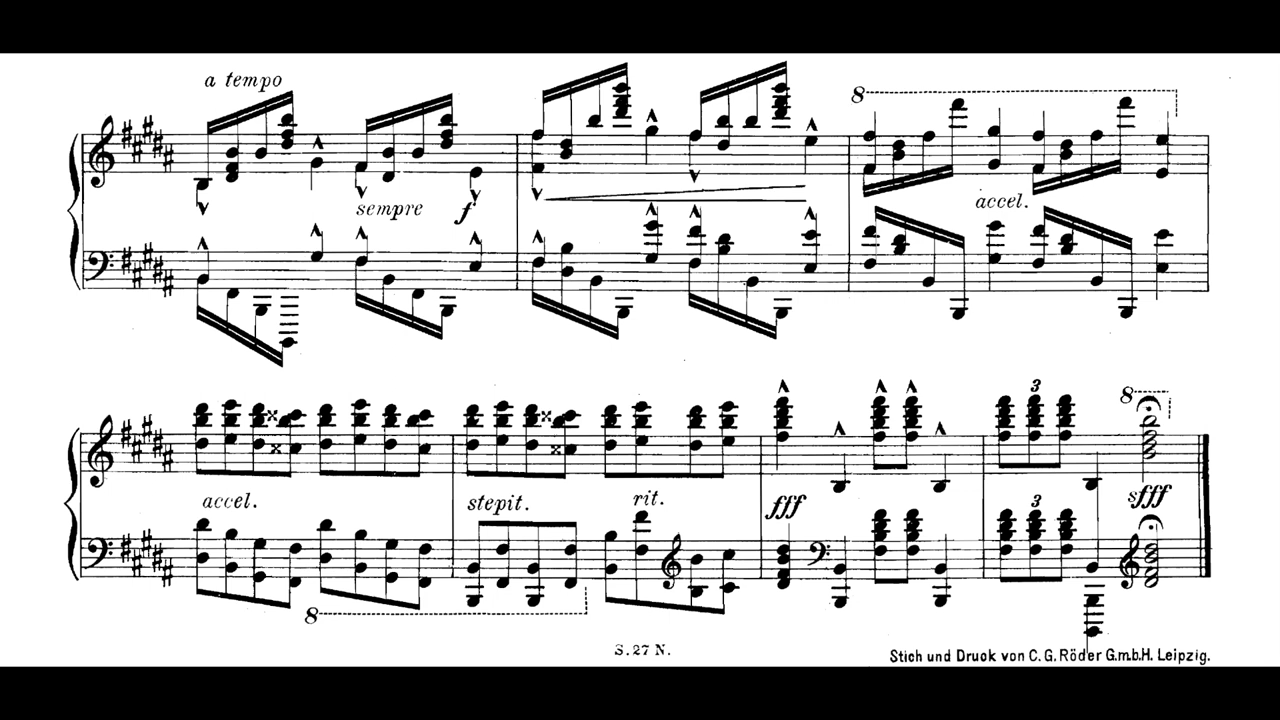 a tempo
8
sempre f
accel.
3
8
accel.
stepit.
rit.
fff
3
sfff
8
S. 27 N.
Stich und Druck von C. G. Röder G.m.b.H. Leipzig.